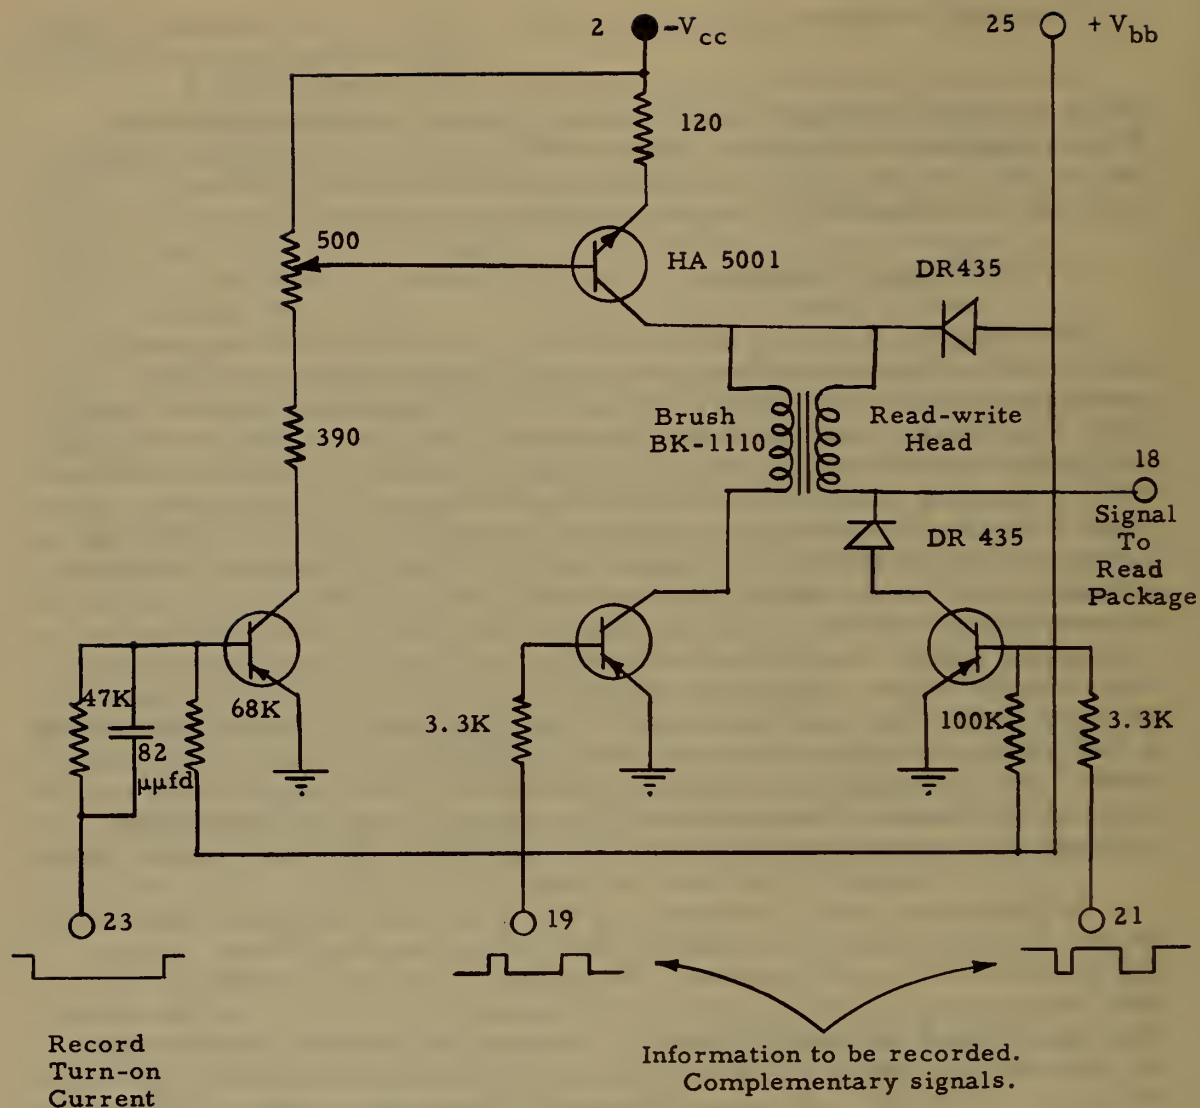 2 -Vcc
25 + Vbb
120
500
HA 5001
DR435
390
Brush
BK-1110
Read-write
Head
18
Signal
To
Read
Package
DR 435
47K
82
μμfd
68K
3.3K
100K
3.3K
23
19
21
Record
Turn-on
Current
Information to be recorded.
Complementary signals.